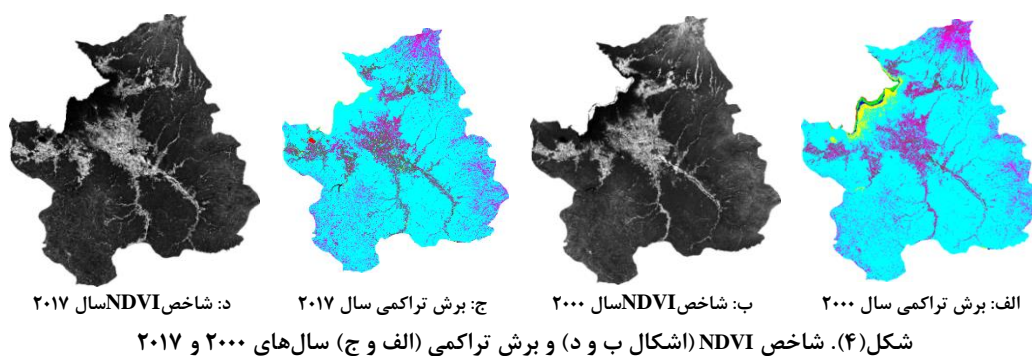 الف: برش تراکمی سال ۲۰۰۰
ب: شاخصNDVIسال ۲۰۰۰
ج: برش تراکمی سال ۲۰۱۷
د: شاخصNDVIسال ۲۰۱۷
شکل(۴). شاخص NDVI (اشکال ب و د) و برش تراکمی (الف و ج) سال‌های ۲۰۰۰ و ۲۰۱۷